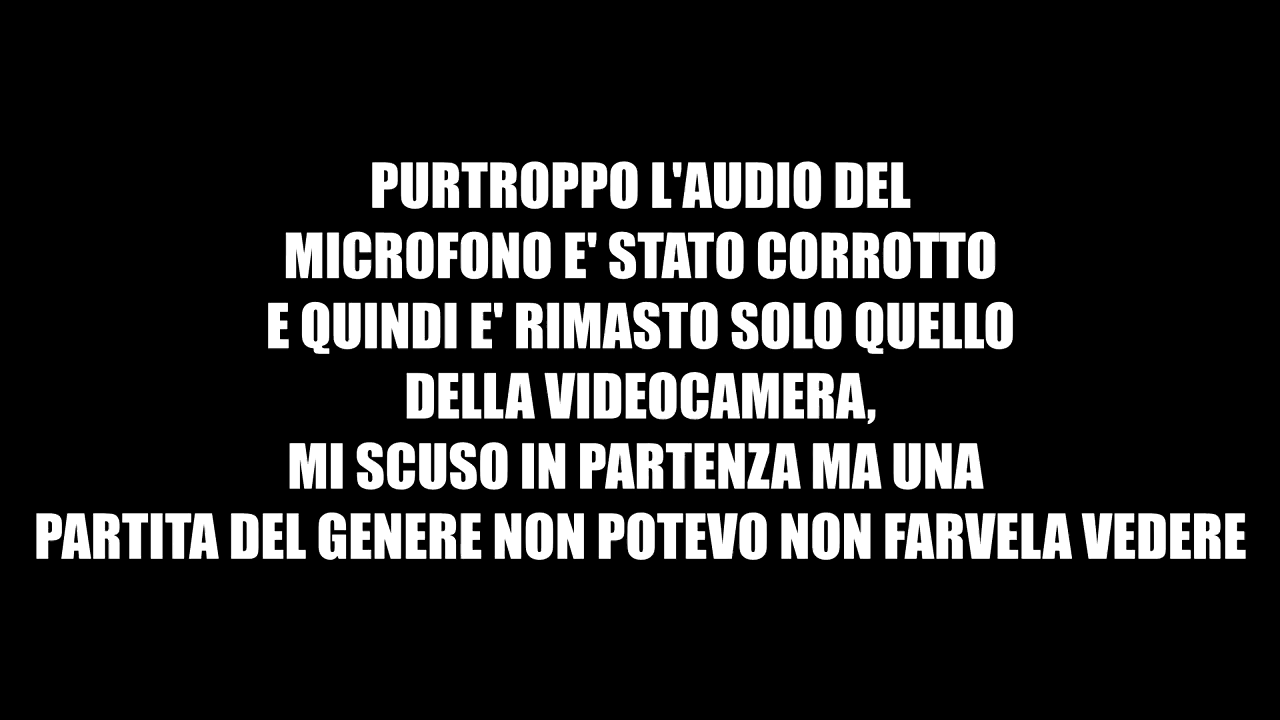 PURTROPPO L'AUDIO DEL
MICROFONO E' STATO CORROTTO
E QUINDI E' RIMASTO SOLO QUELLO
DELLA VIDEOCAMERA,
MI SCUSO IN PARTENZA MA UNA
PARTITA DEL GENERE NON POTEVO NON FARVELA VEDERE